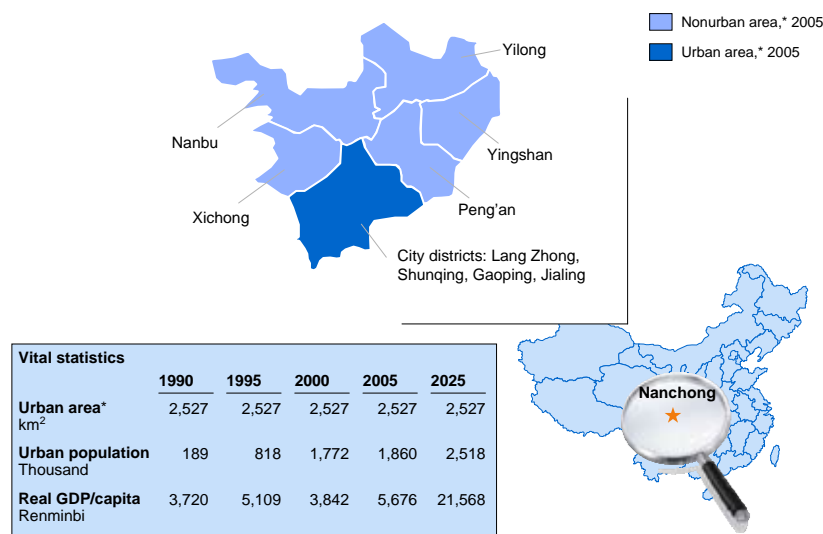 Nonurban area,* 2005
Urban area,* 2005
Yilong
Nanbu
Yingshan
Xichong
Peng'an
City districts: Lang Zhong,
Shunqing, Gaoping, Jialing
Vital statistics
1990 1995 2000 2005 2025
Urban area* 2,527 2,527 2,527 2,527 2,527
km²
Urban population 189 818 1,772 1,860 2,518
Thousand
Real GDP/capita 3,720 5,109 3,842 5,676 21,568
Renminbi
Nanchong